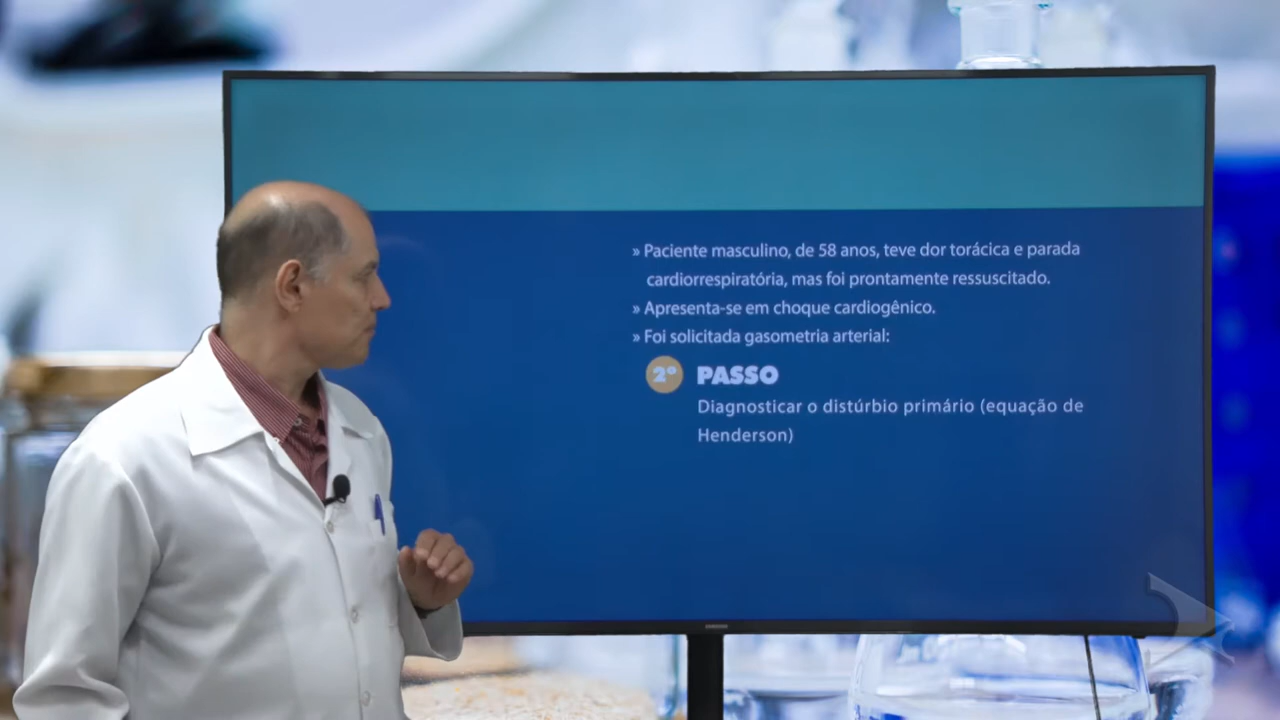 » Paciente masculino, de 58 anos, teve dor torácica e parada
cardiorrespiratória, mas foi prontamente ressuscitado.
» Apresenta-se em choque cardiogênico.
» Foi solicitada gasometria arterial:
2º PASSO
Diagnosticar o distúrbio primário (equação de
Henderson)
SAMSUNG